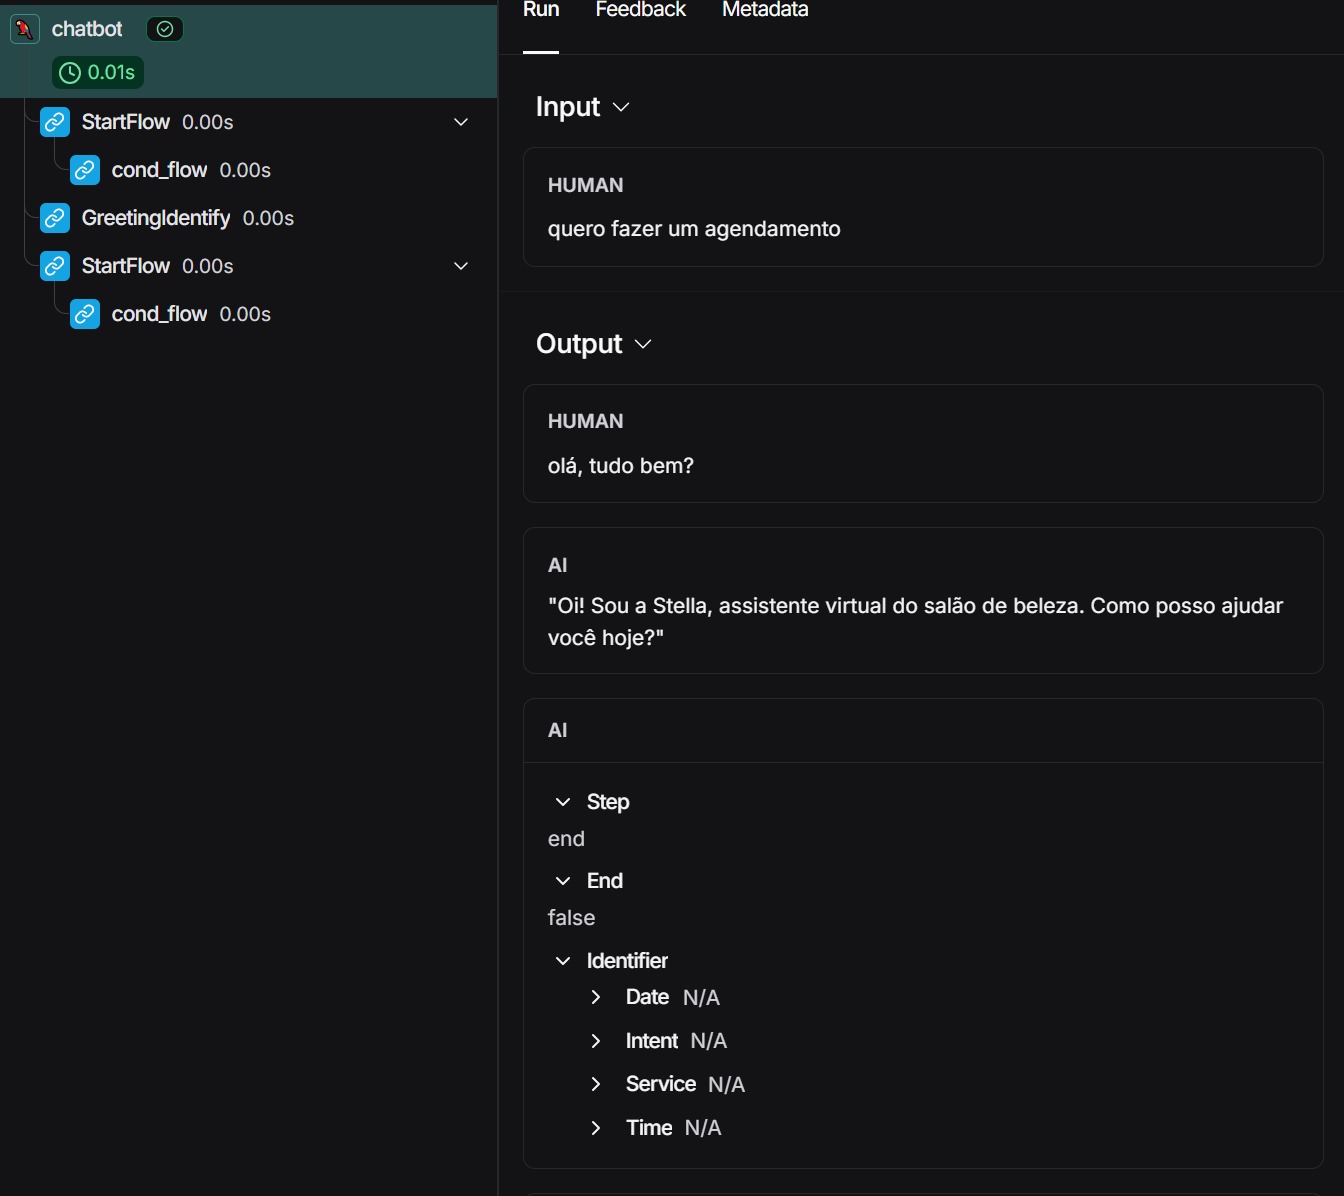 chatbot
0.01s
StartFlow 0.00s
cond_flow 0.00s
GreetingIdentify 0.00s
StartFlow 0.00s
cond_flow 0.00s
Run Feedback Metadata
Input
HUMAN
quero fazer um agendamento
Output
HUMAN
olá, tudo bem?
AI
"Oi! Sou a Stella, assistente virtual do salão de beleza. Como posso ajudar
você hoje?"
AI
Step
end
End
false
Identifier
Date N/A
Intent N/A
Service N/A
Time N/A